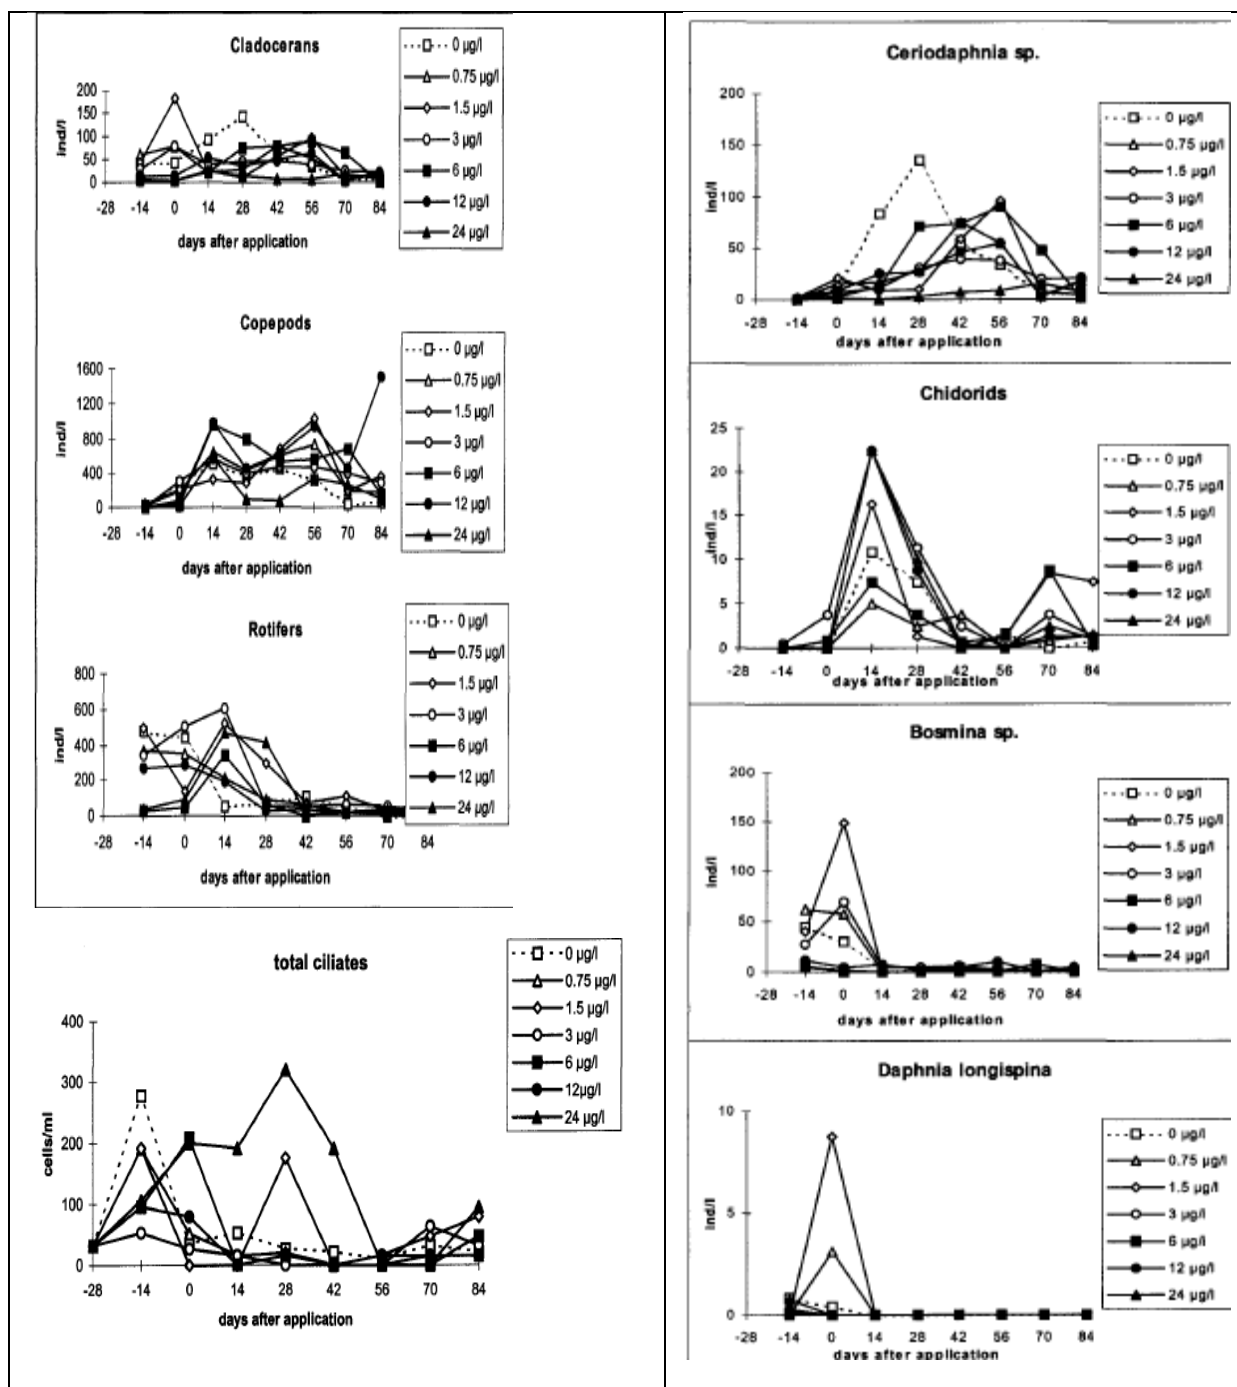 Cladocerans
200
150
100
50
0
ind/l
-28 -14 0 14 28 42 56 70 84
days after application
0 µg/l
0.75 µg/l
1.5 µg/l
3 µg/l
6 µg/l
12 µg/l
24 µg/l
Copepods
1600
1200
800
400
0
ind/l
-28 -14 0 14 28 42 56 70 84
days after application
0 µg/l
0.75 µg/l
1.5 µg/l
3 µg/l
6 µg/l
12 µg/l
24 µg/l
Rotifers
800
600
400
200
0
ind/l
-28 -14 0 14 28 42 56 70 84
days after application
0 µg/l
0.75 µg/l
1.5 µg/l
3 µg/l
6 µg/l
12 µg/l
24 µg/l
total ciliates
400
300
200
100
0
cells/ml
-28 -14 0 14 28 42 56 70 84
days after application
0 µg/l
0.75 µg/l
1.5 µg/l
3 µg/l
6 µg/l
12µg/l
24 µg/l
Ceriodaphnia sp.
200
150
100
50
0
ind/l
-28 -14 0 14 28 42 56 70 84
days after application
0 µg/l
0.75 µg/l
1.5 µg/l
3 µg/l
6 µg/l
12 µg/l
24 µg/l
Chidorids
25
20
15
10
5
0
ind/l
-28 -14 0 14 28 42 56 70 84
days after application
0 µg/l
0.75 µg/l
1.5 µg/l
3 µg/l
6 µg/l
12 µg/l
24 µg/l
Bosmina sp.
200
150
100
50
0
ind/l
-28 -14 0 14 28 42 56 70 84
days after application
0 µg/l
0.75 µg/l
1.5 µg/l
3 µg/l
6 µg/l
12 µg/l
24 µg/l
Daphnia longispina
10
5
0
ind/l
-28 -14 0 14 28 42 56 70 84
days after application
0 µg/l
0.75 µg/l
1.5 µg/l
3 µg/l
6 µg/l
12 µg/l
24 µg/l